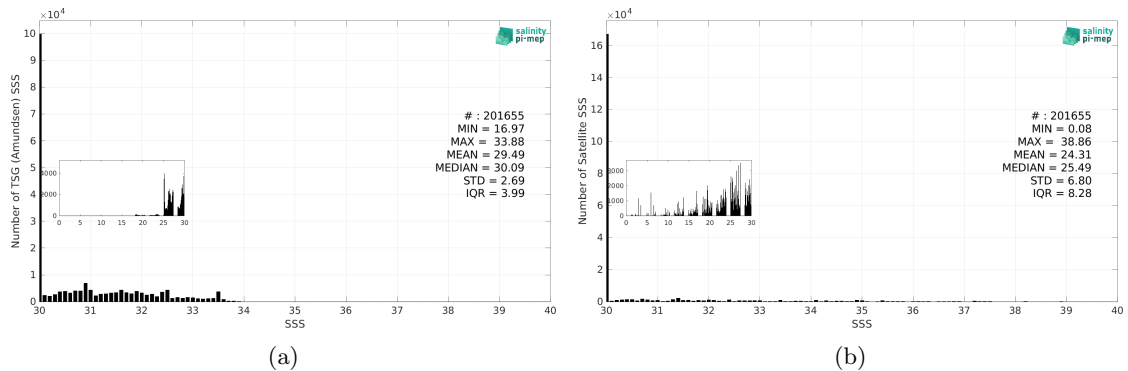 ×10⁴
10
9
8
7
6
5
4
3
2
1
0
Number of TSG (Amundsen) SSS
salinity
pi-mep
# : 201655
MIN = 16.97
MAX = 33.88
MEAN = 29.49
MEDIAN = 30.09
STD = 2.69
IQR = 3.99
4000
2000
0
0 5 10 15 20 25 30
30 31 32 33 34 35 36 37 38 39 40
SSS
(a)
×10⁴
16
14
12
10
8
6
4
2
0
Number of Satellite SSS
salinity
pi-mep
# : 201655
MIN = 0.08
MAX = 38.86
MEAN = 24.31
MEDIAN = 25.49
STD = 6.80
IQR = 8.28
0
0 5 10 15 20 25 30
30 31 32 33 34 35 36 37 38 39 40
SSS
(b)